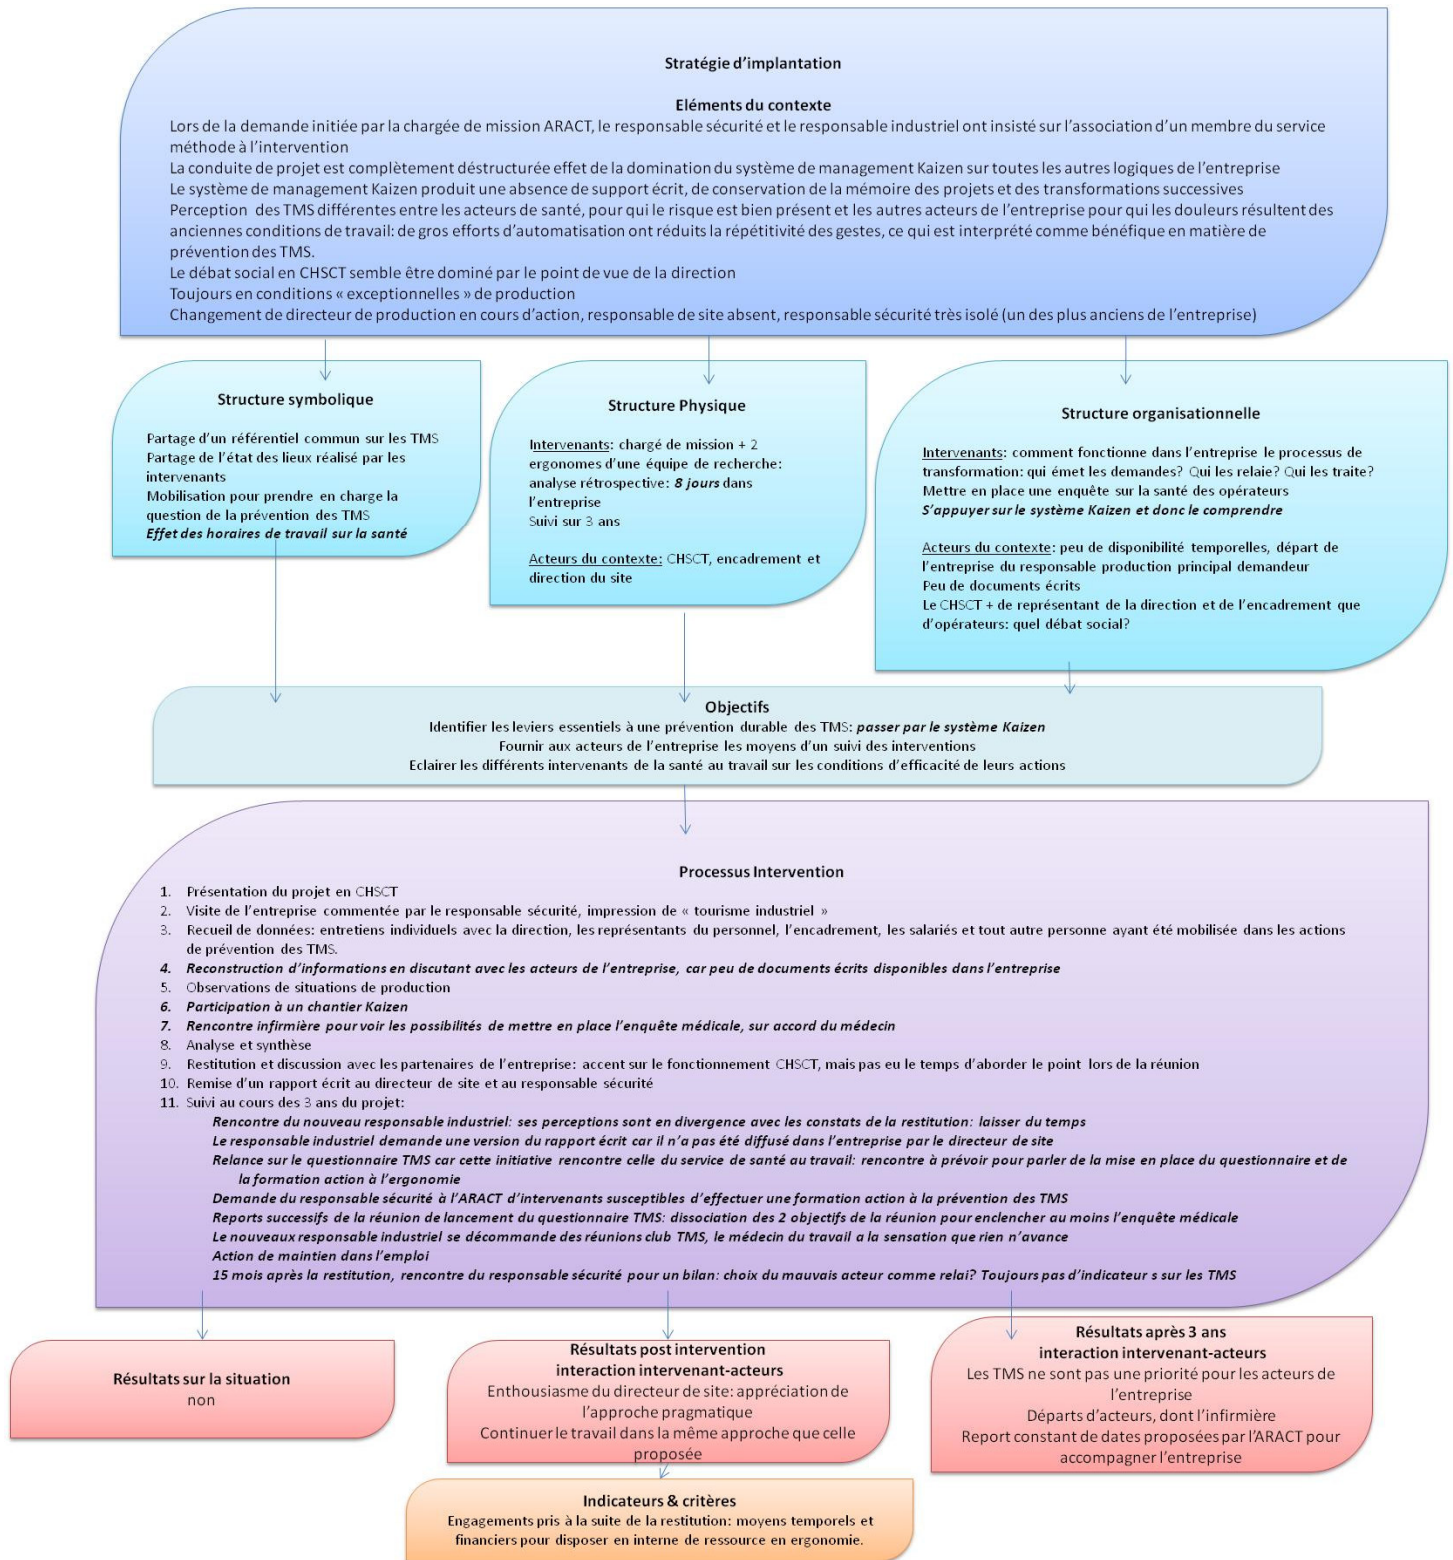 Stratégie d'implantation
Eléments du contexte
Lors de la demande initiée par la chargée de mission ARACT, le responsable sécurité et le responsable industriel ont insisté sur l'association d'un membre du service
méthode à l'intervention
La conduite de projet est complètement déstructurée effet de la domination du système de management Kaizen sur toutes les autres logiques de l'entreprise
Le système de management Kaizen produit une absence de support écrit, de conservation de la mémoire des projets et des transformations successives
Perception des TMS différentes entre les acteurs de santé, pour qui le risque est bien présent et les autres acteurs de l'entreprise pour qui les douleurs résultent des
anciennes conditions de travail: de gros efforts d'automatisation ont réduits la répétitivité des gestes, ce qui est interprété comme bénéfique en matière de
prévention des TMS.
Le débat social en CHSCT semble être dominé par le point de vue de la direction
Toujours en conditions « exceptionnelles » de production
Changement de directeur de production en cours d'action, responsable de site absent, responsable sécurité très isolé (un des plus anciens de l'entreprise)
Structure symbolique
Partage d'un référentiel commun sur les TMS
Partage de l'état des lieux réalisé par les
intervenants
Mobilisation pour prendre en charge la
question de la prévention des TMS
Effet des horaires de travail sur la santé
Structure Physique
Intervenants: chargé de mission + 2
ergonomes d'une équipe de recherche:
analyse rétrospective: 8 jours dans
l'entreprise
Suivi sur 3 ans
Acteurs du contexte: CHSCT, encadrement et
direction du site
Structure organisationnelle
Intervenants: comment fonctionne dans l'entreprise le processus de
transformation: qui émet les demandes? Qui les relaie? Qui les traite?
Mettre en place une enquête sur la santé des opérateurs
S'appuyer sur le système Kaizen et donc le comprendre
Acteurs du contexte: peu de disponibilité temporelles, départ de
l'entreprise du responsable production principal demandeur
Peu de documents écrits
Le CHSCT + de représentant de la direction et de l'encadrement que
d'opérateurs: quel débat social?
Objectifs
Identifier les leviers essentiels à une prévention durable des TMS: passer par le système Kaizen
Fournir aux acteurs de l'entreprise les moyens d'un suivi des interventions
Eclairer les différents intervenants de la santé au travail sur les conditions d'efficacité de leurs actions
Processus Intervention
1. Présentation du projet en CHSCT
2. Visite de l'entreprise commentée par le responsable sécurité, impression de « tourisme industriel »
3. Recueil de données: entretiens individuels avec la direction, les représentants du personnel, l'encadrement, les salariés et tout autre personne ayant été mobilisée dans les actions
de prévention des TMS.
4. Reconstruction d'informations en discutant avec les acteurs de l'entreprise, car peu de documents écrits disponibles dans l'entreprise
5. Observations de situations de production
6. Participation à un chantier Kaizen
7. Rencontre infirmière pour voir les possibilités de mettre en place l'enquête médicale, sur accord du médecin
8. Analyse et synthèse
9. Restitution et discussion avec les partenaires de l'entreprise: accent sur le fonctionnement CHSCT, mais pas eu le temps d'aborder le point lors de la réunion
10. Remise d'un rapport écrit au directeur de site et au responsable sécurité
11. Suivi au cours des 3 ans du projet:
Rencontre du nouveau responsable industriel: ses perceptions sont en divergence avec les constats de la restitution: laisser du temps
Le responsable industriel demande une version du rapport écrit car il n'a pas été diffusé dans l'entreprise par le directeur de site
Relance sur le questionnaire TMS car cette initiative rencontre celle du service de santé au travail: rencontre à prévoir pour parler de la mise en place du questionnaire et de
la formation action à l'ergonomie
Demande du responsable sécurité à l'ARACT d'intervenants susceptibles d'effectuer une formation action à la prévention des TMS
Reports successifs de la réunion de lancement du questionnaire TMS: dissociation des 2 objectifs de la réunion pour enclencher au moins l'enquête médicale
Le nouveaux responsable industriel se décommande des réunions club TMS, le médecin du travail a la sensation que rien n'avance
Action de maintien dans l'emploi
15 mois après la restitution, rencontre du responsable sécurité pour un bilan: choix du mauvais acteur comme relai? Toujours pas d'indicateur s sur les TMS
Résultats sur la situation
non
Résultats post intervention
interaction intervenant-acteurs
Enthousiasme du directeur de site: appréciation de
l'approche pragmatique
Continuer le travail dans la même approche que celle
proposée
Résultats après 3 ans
interaction intervenant-acteurs
Les TMS ne sont pas une priorité pour les acteurs de
l'entreprise
Départs d'acteurs, dont l'infirmière
Report constant de dates proposées par l'ARACT pour
accompagner l'entreprise
Indicateurs & critères
Engagements pris à la suite de la restitution: moyens temporels et
financiers pour disposer en interne de ressource en ergonomie.